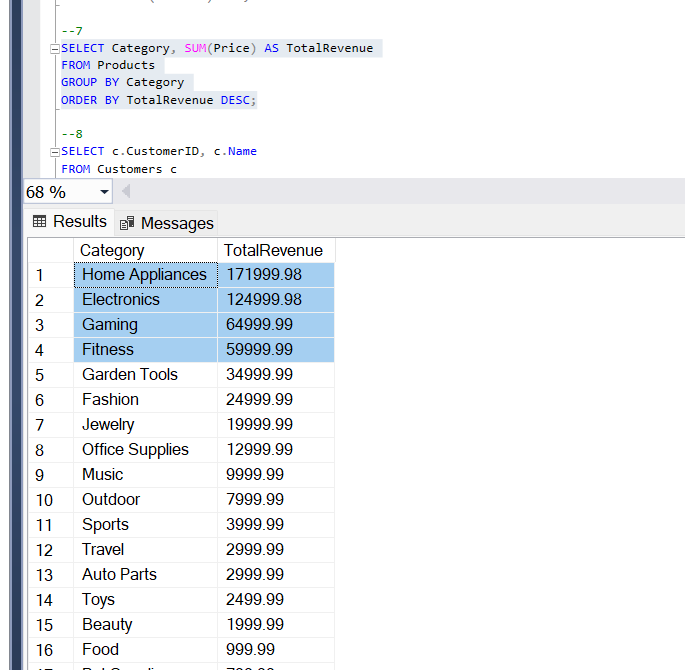 --7
SELECT Category, SUM(Price) AS TotalRevenue
FROM Products
GROUP BY Category
ORDER BY TotalRevenue DESC;
--8
SELECT c.CustomerID, c.Name
FROM Customers c
68 %
Results Messages
Category TotalRevenue
1 Home Appliances 171999.98
2 Electronics 124999.98
3 Gaming 64999.99
4 Fitness 59999.99
5 Garden Tools 34999.99
6 Fashion 24999.99
7 Jewelry 19999.99
8 Office Supplies 12999.99
9 Music 9999.99
10 Outdoor 7999.99
11 Sports 3999.99
12 Travel 2999.99
13 Auto Parts 2999.99
14 Toys 2499.99
15 Beauty 1999.99
16 Food 999.99